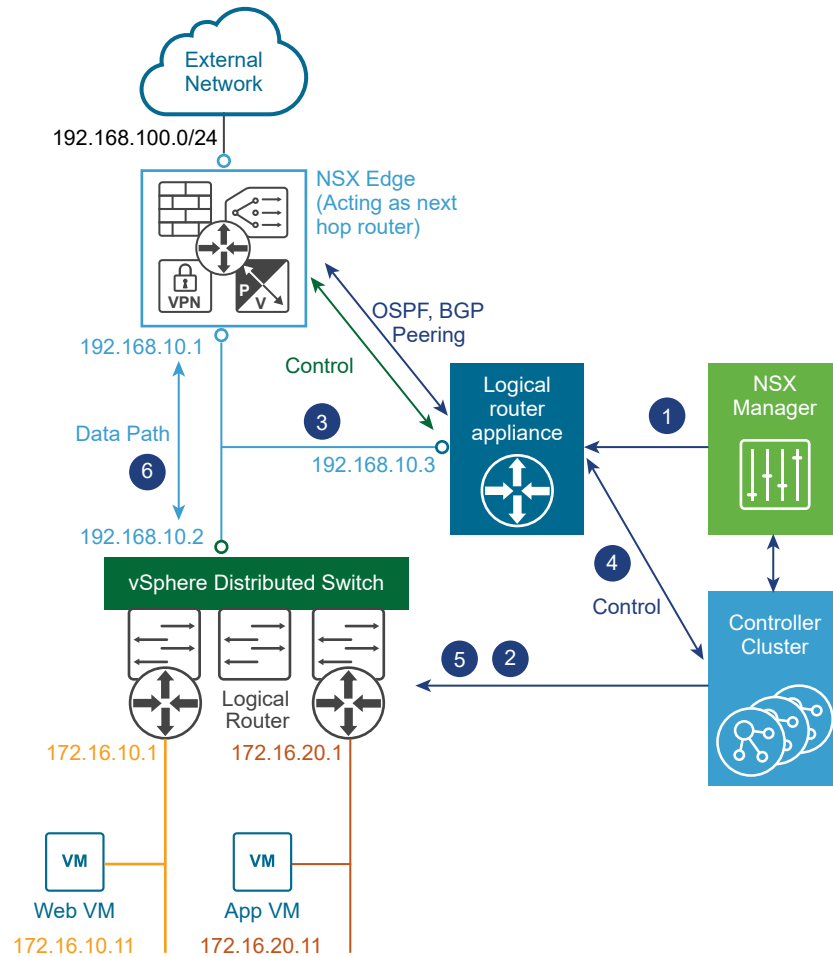 External
Network
192.168.100.0/24
NSX Edge
(Acting as next
hop router)
VPN
P
V
192.168.10.1
OSPF, BGP
Peering
Control
Logical
router
appliance
NSX
Manager
1
3
Data Path
6
192.168.10.3
192.168.10.2
vSphere Distributed Switch
4
Control
Controller
Cluster
5
2
Logical
Router
172.16.10.1
172.16.20.1
VM
VM
Web VM
App VM
172.16.10.11
172.16.20.11